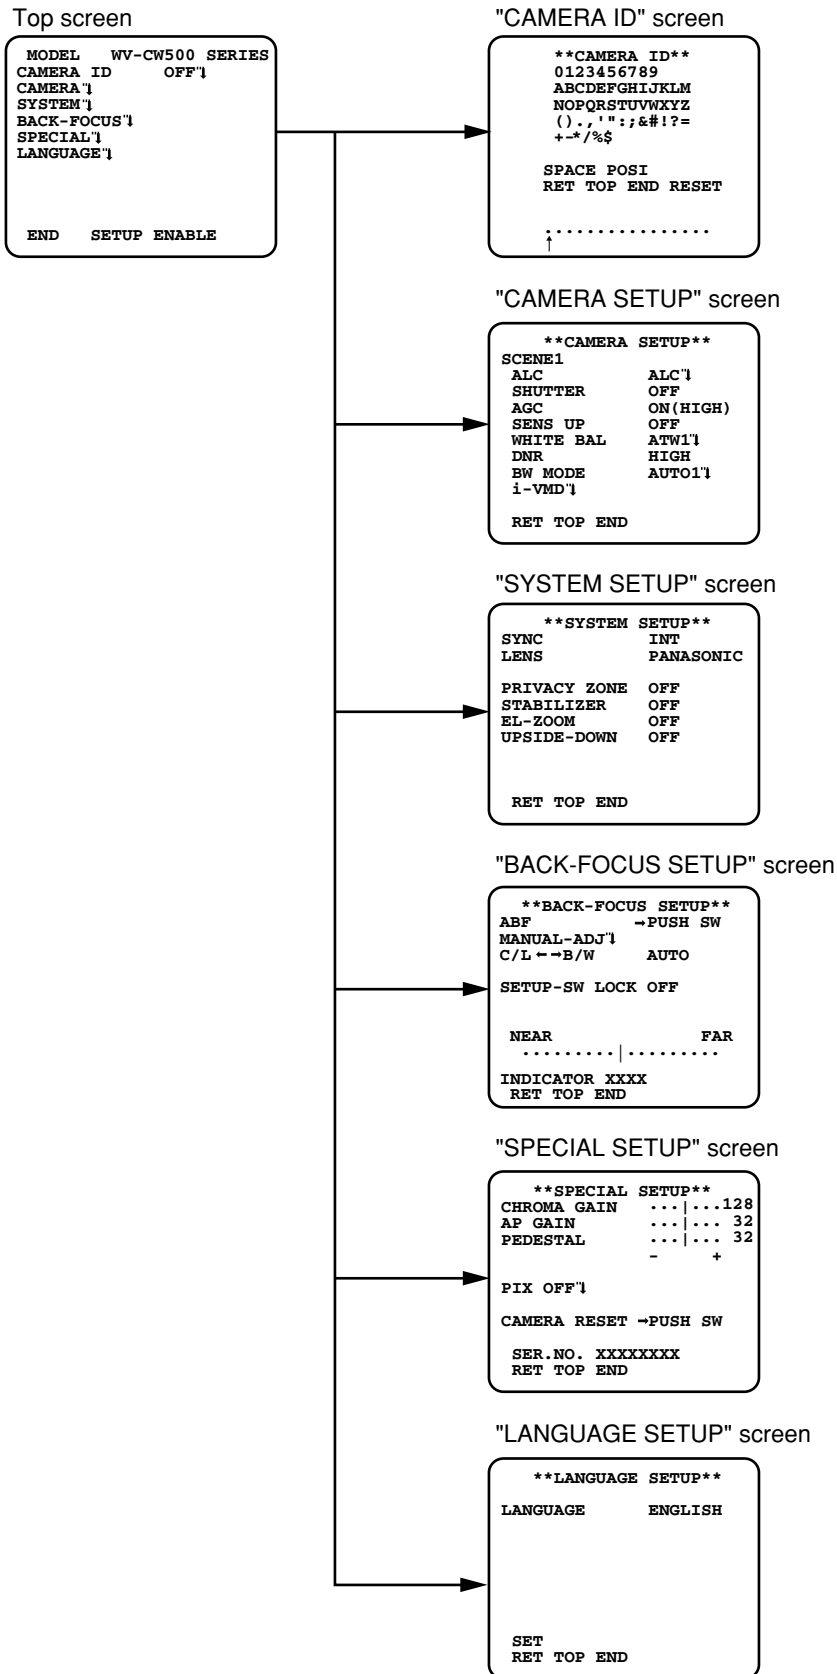 Top screen
MODEL WV-CW500 SERIES
CAMERA ID OFF
CAMERA
SYSTEM
BACK-FOCUS
SPECIAL
LANGUAGE
END SETUP ENABLE
"CAMERA ID" screen
**CAMERA ID**
0123456789
ABCDEFGHIJKLM
NOPQRSTUVWXYZ
().,'":;&#!?=
+-*/%$
SPACE POSI
RET TOP END RESET
................
↑
"CAMERA SETUP" screen
**CAMERA SETUP**
SCENE1
ALC ALC
SHUTTER OFF
AGC ON(HIGH)
SENS UP OFF
WHITE BAL ATW1
DNR HIGH
BW MODE AUTO1
i-VMD
RET TOP END
"SYSTEM SETUP" screen
**SYSTEM SETUP**
SYNC INT
LENS PANASONIC
PRIVACY ZONE OFF
STABILIZER OFF
EL-ZOOM OFF
UPSIDE-DOWN OFF
RET TOP END
"BACK-FOCUS SETUP" screen
**BACK-FOCUS SETUP**
ABF →PUSH SW
MANUAL-ADJ
C/L←→B/W AUTO
SETUP-SW LOCK OFF
NEAR FAR
.........|.........
INDICATOR XXXX
RET TOP END
"SPECIAL SETUP" screen
**SPECIAL SETUP**
CHROMA GAIN ...|...128
AP GAIN ...|... 32
PEDESTAL ...|... 32
- +
PIX OFF
CAMERA RESET →PUSH SW
SER.NO. XXXXXXXX
RET TOP END
"LANGUAGE SETUP" screen
**LANGUAGE SETUP**
LANGUAGE ENGLISH
SET
RET TOP END